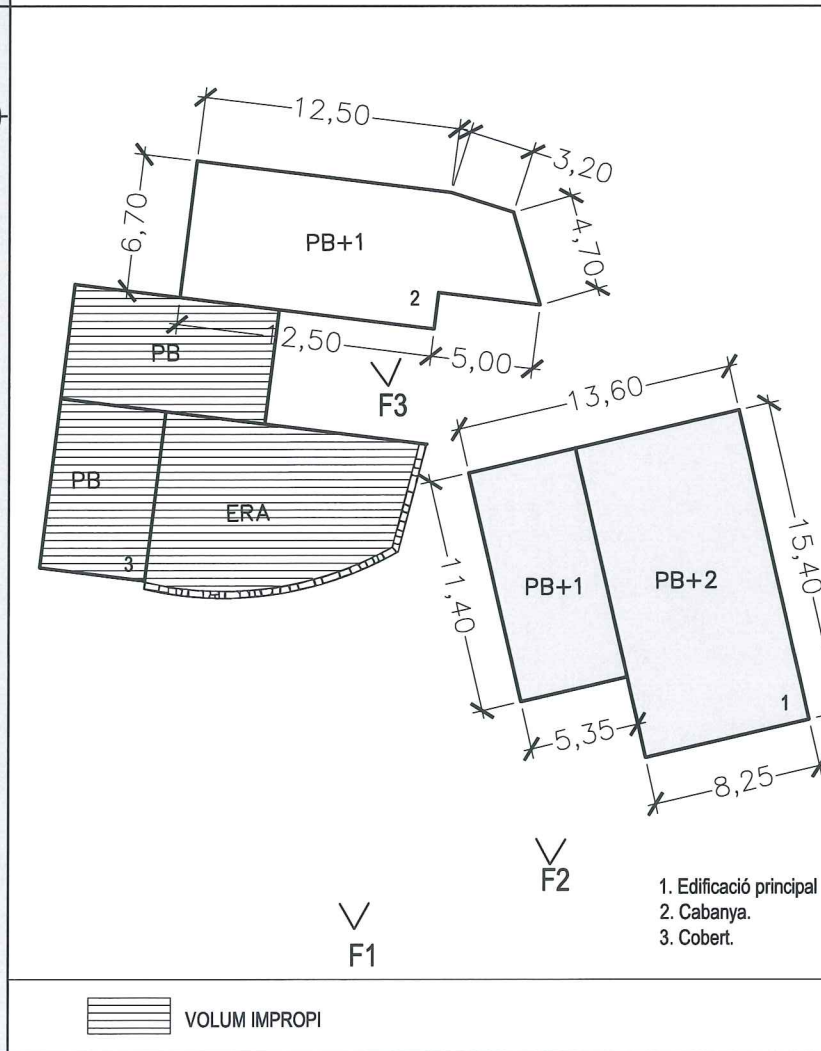 12,50
3,20
6,70
4,70
PB+1
2
PB
12,50
5,00
F3
13,60
PB
ERA
3
11,40
PB+1
PB+2
15,40
1
5,35
8,25
F2
F1
1. Edificació principal
2. Cabanya.
3. Cobert.
VOLUM IMPROPI